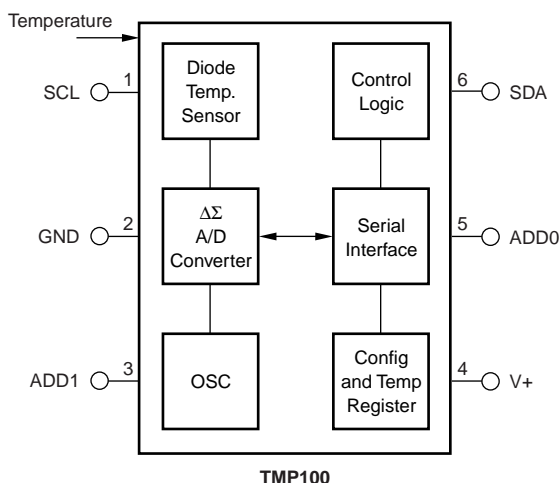 Temperature
SCL
1
Diode
Temp.
Sensor
Control
Logic
6
SDA
GND
2
ΔΣ
A/D
Converter
Serial
Interface
5
ADD0
ADD1
3
OSC
Config
and Temp
Register
4
V+
TMP100